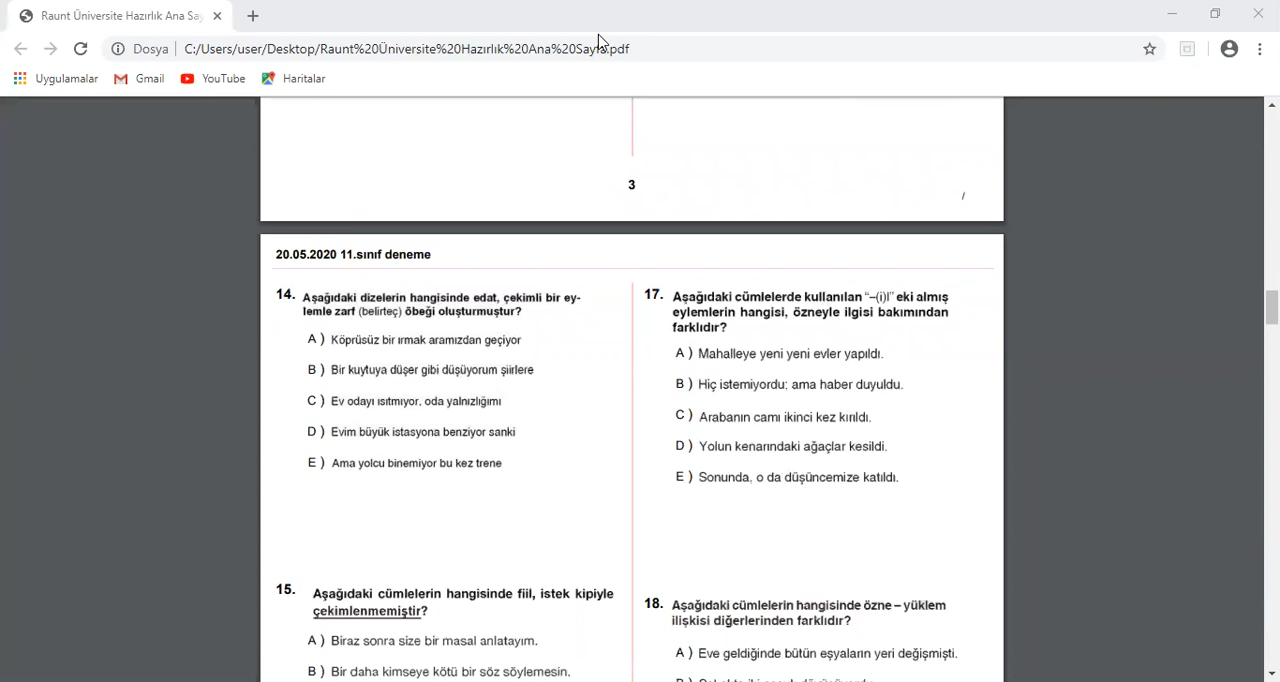 Raunt Üniversite Hazırlık Ana Say
Dosya
C:/Users/user/Desktop/Raunt%20Üniversite%20Hazırlık%20Ana%20Sayfa.pdf
Uygulamalar
Gmail
YouTube
Haritalar
3
/
20.05.2020 11.sınıf deneme
14. Aşağıdaki dizelerin hangisinde edat, çekimli bir ey-
lemle zarf (belirteç) öbeği oluşturmuştur?
A ) Köprüsüz bir ırmak aramızdan geçiyor
B ) Bir kuytuya düşer gibi düşüyorum şiirlere
C ) Ev odayı ısıtmıyor, oda yalnızlığımı
D ) Evim büyük istasyona benziyor sanki
E ) Ama yolcu binemiyor bu kez trene
15. Aşağıdaki cümlelerin hangisinde fiil, istek kipiyle
çekimlenmemiştir?
A ) Biraz sonra size bir masal anlatayım.
B ) Bir daha kimseye kötü bir söz söylemesin.
17. Aşağıdaki cümlelerde kullanılan “–(i)l” eki almış
eylemlerin hangisi, özneyle ilgisi bakımından
farklıdır?
A ) Mahalleye yeni yeni evler yapıldı.
B ) Hiç istemiyordu; ama haber duyuldu.
C ) Arabanın camı ikinci kez kırıldı.
D ) Yolun kenarındaki ağaçlar kesildi.
E ) Sonunda, o da düşüncemize katıldı.
18. Aşağıdaki cümlelerin hangisinde özne – yüklem
ilişkisi diğerlerinden farklıdır?
A ) Eve geldiğinde bütün eşyaların yeri değişmişti.